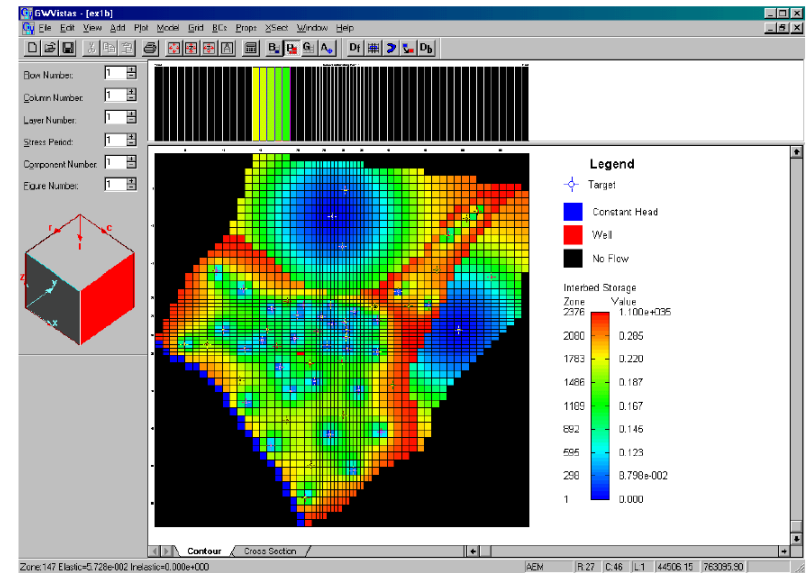 GWVistas - [ex1b]
File Edit View Add Plot Model Grid BCs Props XSect Window Help
Df Db
Row Number: 1
Column Number: 1
Layer Number: 1
Stress Period: 1
Component Number: 1
Figure Number: 1
r c
l
z y
x
Legend
Target
Constant Head
Well
No Flow
Interbed Storage
Zone Value
2376 1.100e+035
2080 0.285
1783 0.220
1486 0.187
1189 0.167
892 0.145
595 0.123
298 8.798e-002
1 0.000
Contour Cross Section
Zone:147 Elastic=5.728e-002 Inelastic=0.000e+000 AEM R:27 C:46 L:1 44506.15 763095.90